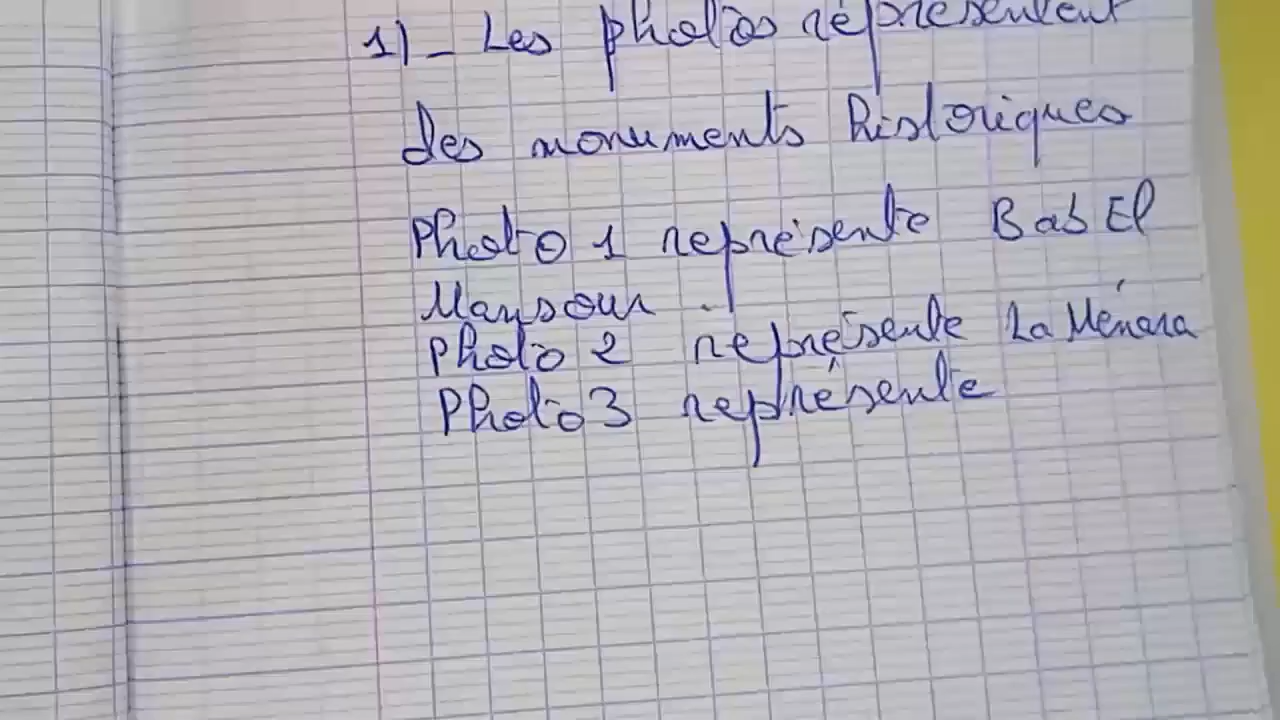 1)_ Les photos représentent
des monuments historiques
Photo 1 représente Bab El
Mansour .
Photo 2 représente La Ménara
Photo 3 représente